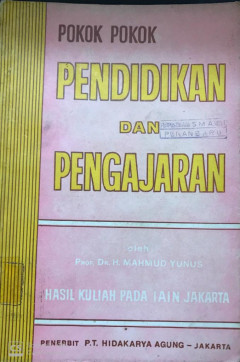 POKOK POKOK
PENDIDIKAN
DAN
PENGAJARAN
oleh:
Prof. Dr. H. MAHMUD YUNUS
HASIL KULIAH PADA IAIN JAKARTA
PENERBIT P.T. HIDAKARYA AGUNG – JAKARTA